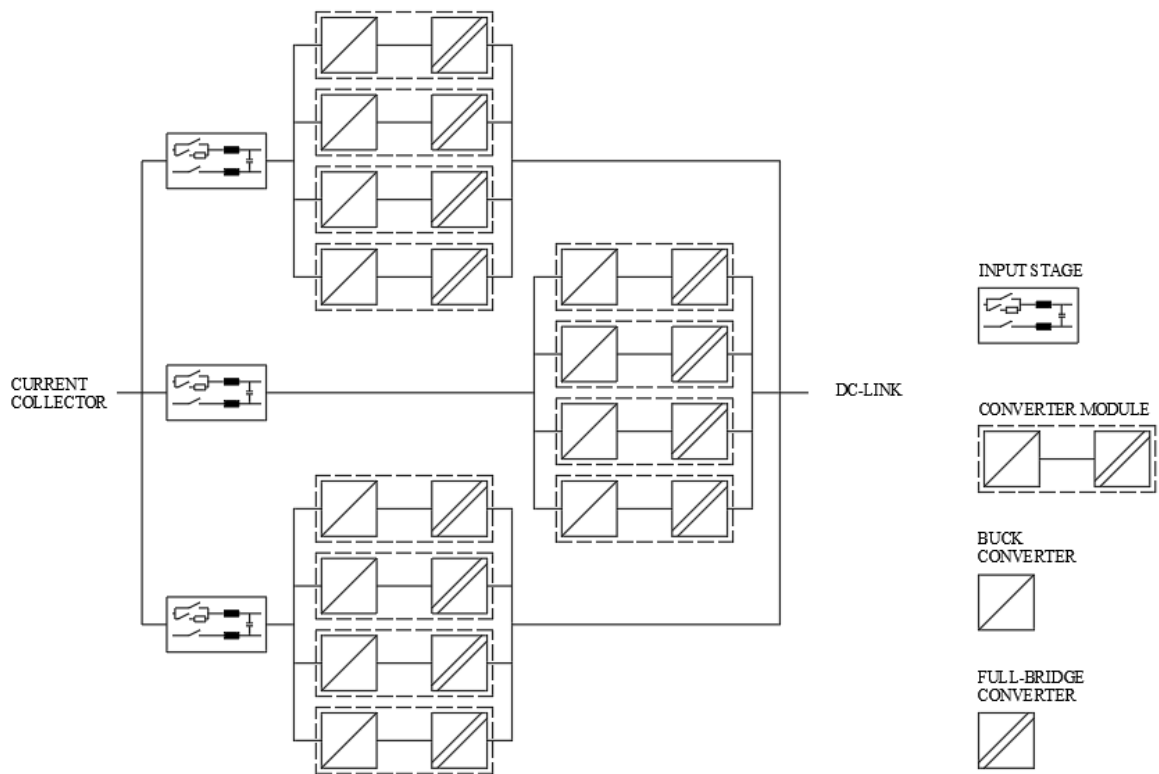 CURRENT
COLLECTOR
DC-LINK
INPUT STAGE
CONVERTER MODULE
BUCK
CONVERTER
FULL-BRIDGE
CONVERTER